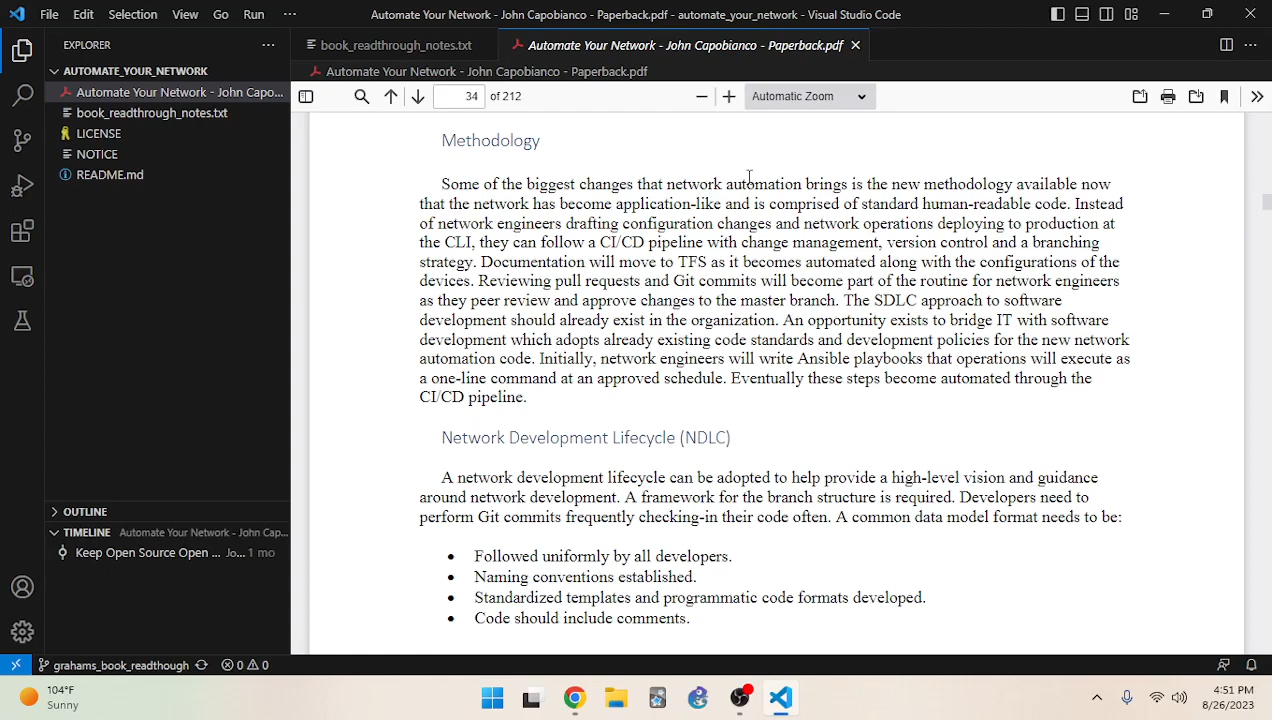 File Edit Selection View Go Run ··· Automate Your Network - John Capobianco - Paperback.pdf - automate_your_network - Visual Studio Code
EXPLORER ···
AUTOMATE_YOUR_NETWORK
Automate Your Network - John Capo...
book_readthrough_notes.txt
LICENSE
NOTICE
README.md
OUTLINE
TIMELINE Automate Your Network - John Cap...
Keep Open Source Open ... Jo... 1 mo
book_readthrough_notes.txt Automate Your Network - John Capobianco - Paperback.pdf
Automate Your Network - John Capobianco - Paperback.pdf
34 of 212 Automatic Zoom
Methodology
Some of the biggest changes that network automation brings is the new methodology available now
that the network has become application-like and is comprised of standard human-readable code. Instead
of network engineers drafting configuration changes and network operations deploying to production at
the CLI, they can follow a CI/CD pipeline with change management, version control and a branching
strategy. Documentation will move to TFS as it becomes automated along with the configurations of the
devices. Reviewing pull requests and Git commits will become part of the routine for network engineers
as they peer review and approve changes to the master branch. The SDLC approach to software
development should already exist in the organization. An opportunity exists to bridge IT with software
development which adopts already existing code standards and development policies for the new network
automation code. Initially, network engineers will write Ansible playbooks that operations will execute as
a one-line command at an approved schedule. Eventually these steps become automated through the
CI/CD pipeline.
Network Development Lifecycle (NDLC)
A network development lifecycle can be adopted to help provide a high-level vision and guidance
around network development. A framework for the branch structure is required. Developers need to
perform Git commits frequently checking-in their code often. A common data model format needs to be:
• Followed uniformly by all developers.
• Naming conventions established.
• Standardized templates and programmatic code formats developed.
• Code should include comments.
grahams_book_readthough 0 0
104°F
Sunny
4:51 PM
8/26/2023